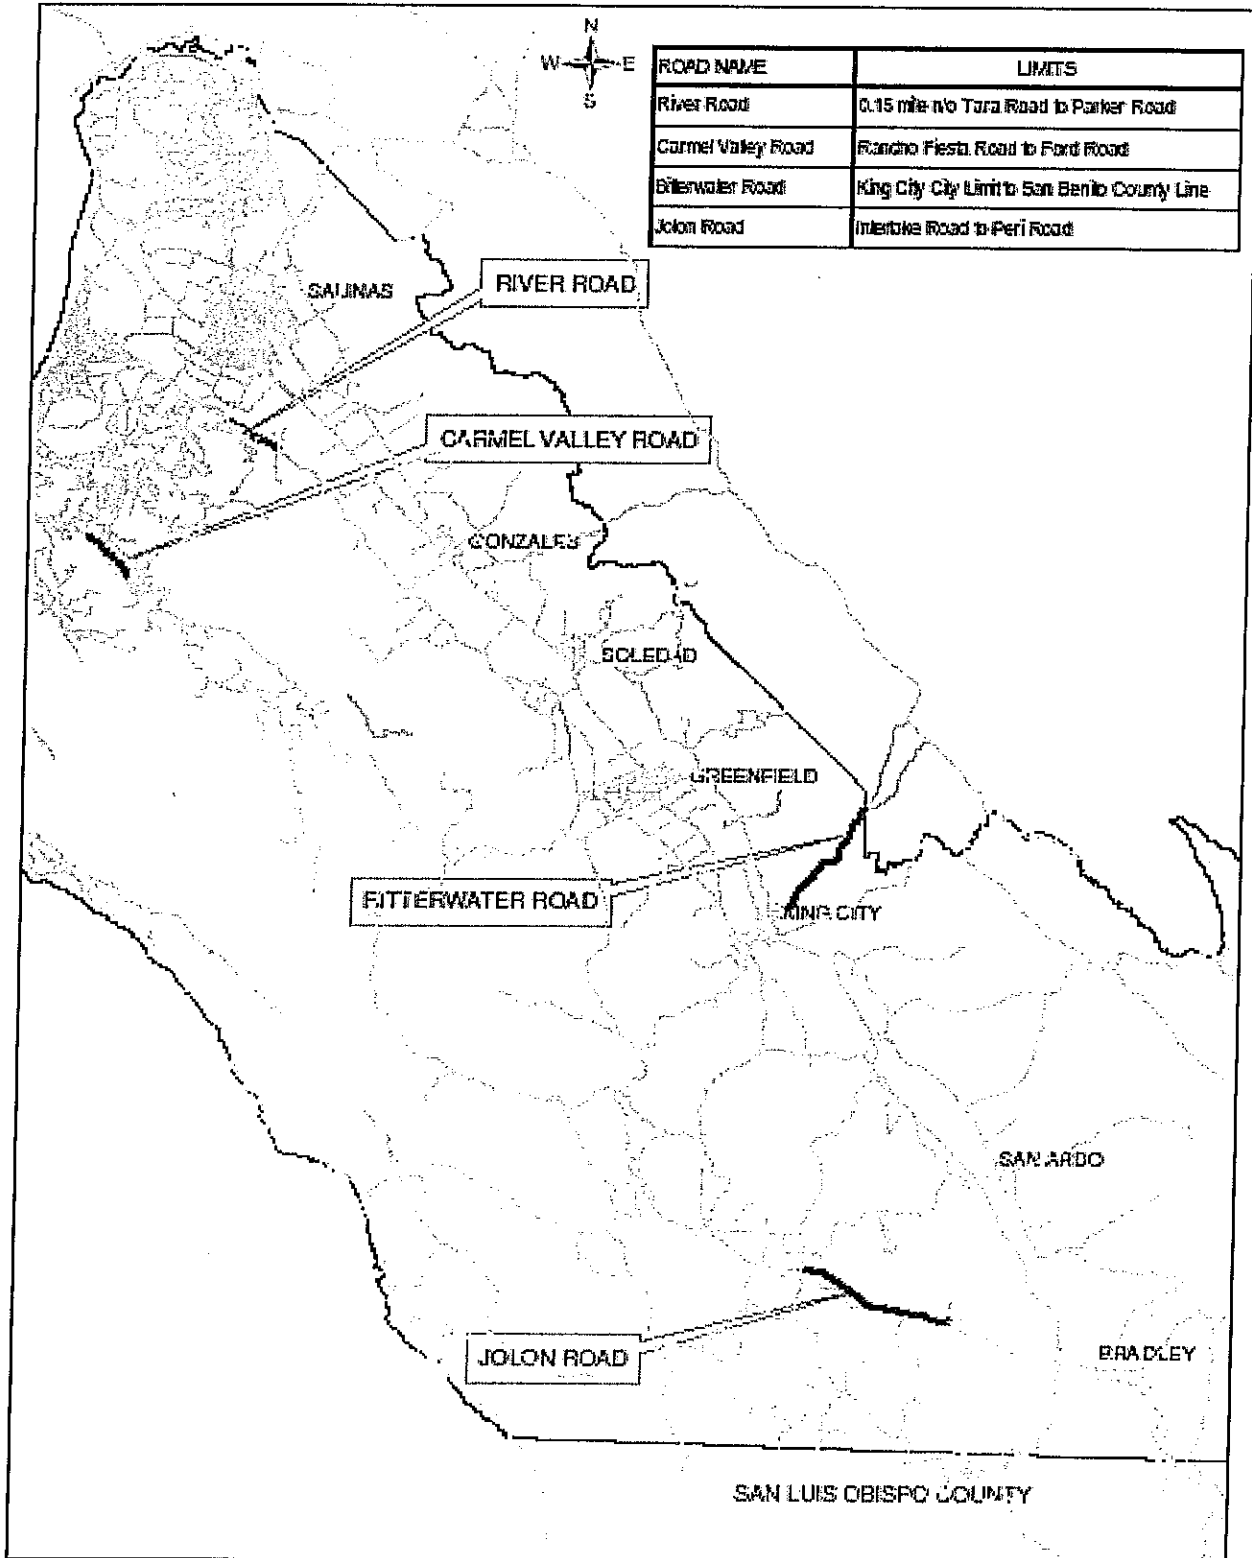 N
W E
S
ROAD NAME LIMITS
River Road 0.15 mile n/o Tara Road to Parker Road
Carmel Valley Road Rancho Fiesta Road to Ford Road
Bitterwater Road King City City Limit to San Benito County Line
Jolon Road Interlake Road to Peri Road
RIVER ROAD
SALINAS
CARMEL VALLEY ROAD
GONZALES
SOLEDAD
GREENFIELD
BITTERWATER ROAD
KING CITY
SAN ARDO
JOLON ROAD
BRADLEY
SAN LUIS OBISPO COUNTY